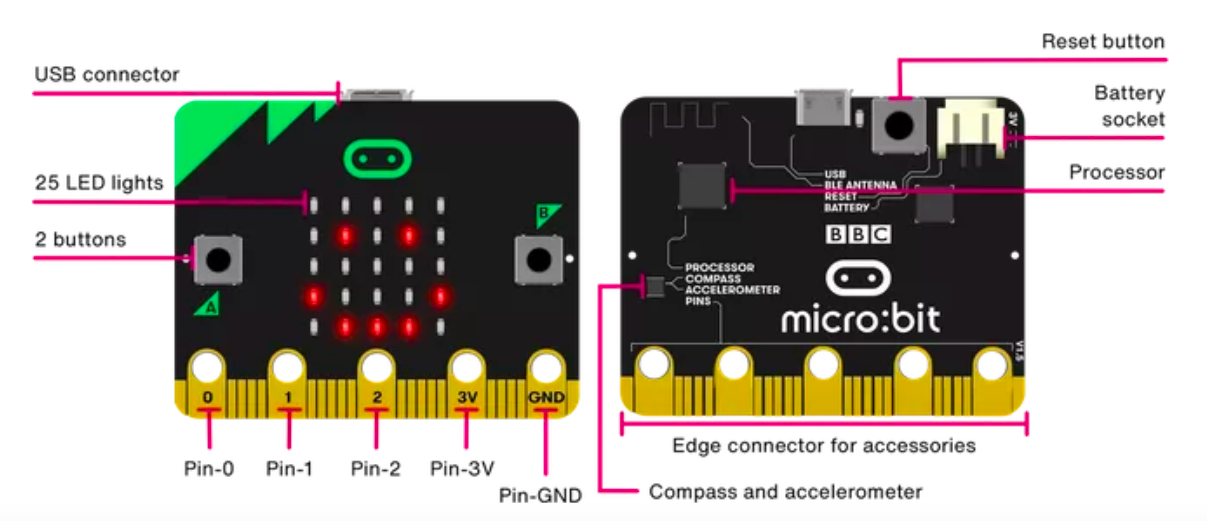 USB connector
25 LED lights
2 buttons
A
B
0 1 2 3V GND
Pin-0 Pin-1 Pin-2 Pin-3V
Pin-GND
Reset button
Battery
socket
Processor
3V
USB
BLE ANTENNA
RESET
BATTERY
BBC
PROCESSOR
COMPASS
ACCELEROMETER
PINS
micro:bit
V1.5
Edge connector for accessories
Compass and accelerometer